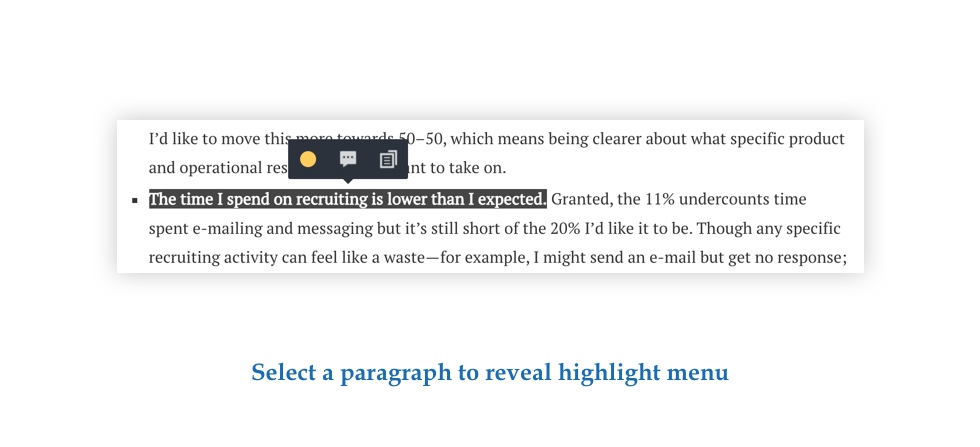 I’d like to move this more towards 50–50, which means being clearer about what specific product
and operational res nt to take on.
▪ The time I spend on recruiting is lower than I expected. Granted, the 11% undercounts time
spent e-mailing and messaging but it’s still short of the 20% I’d like it to be. Though any specific
recruiting activity can feel like a waste—for example, I might send an e-mail but get no response;
Select a paragraph to reveal highlight menu